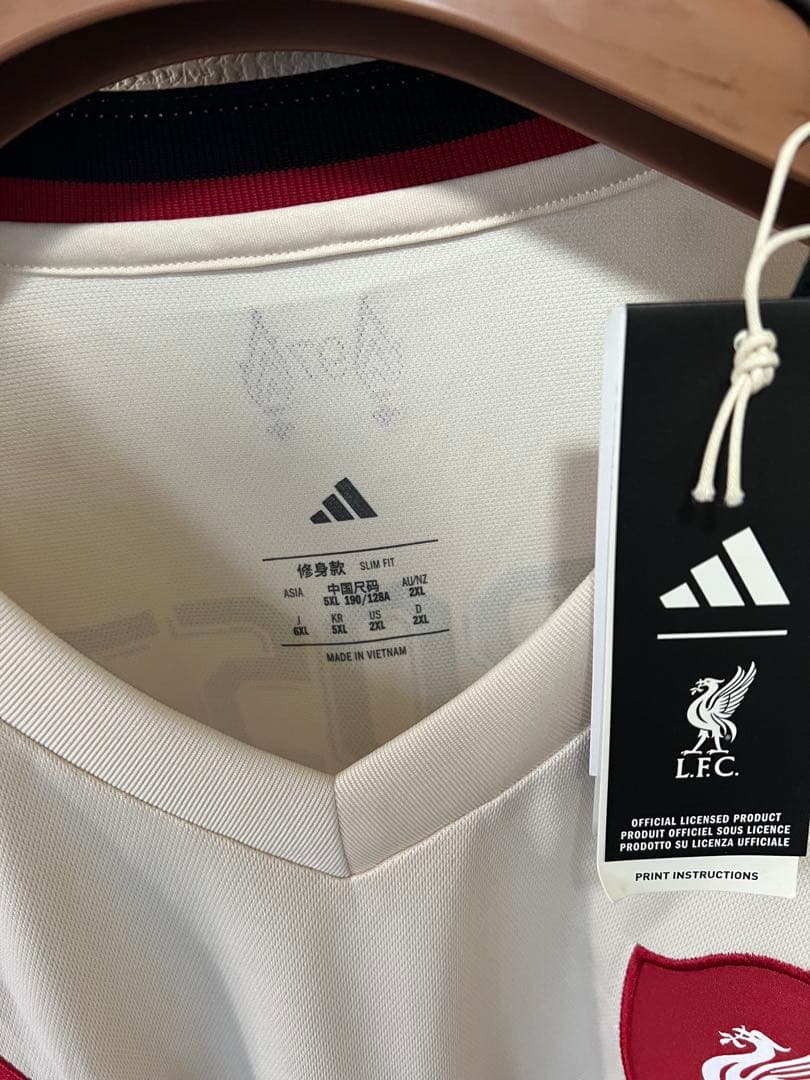 修身款 SLIM FIT
ASIA 中国尺码 AU/NZ
5XL 190/128A 2XL
J KR US D
6XL 5XL 2XL 2XL
MADE IN VIETNAM
L.F.C.
OFFICIAL LICENSED PRODUCT
PRODUIT OFFICIEL SOUS LICENCE
PRODOTTO SU LICENZA UFFICIALE
PRINT INSTRUCTIONS